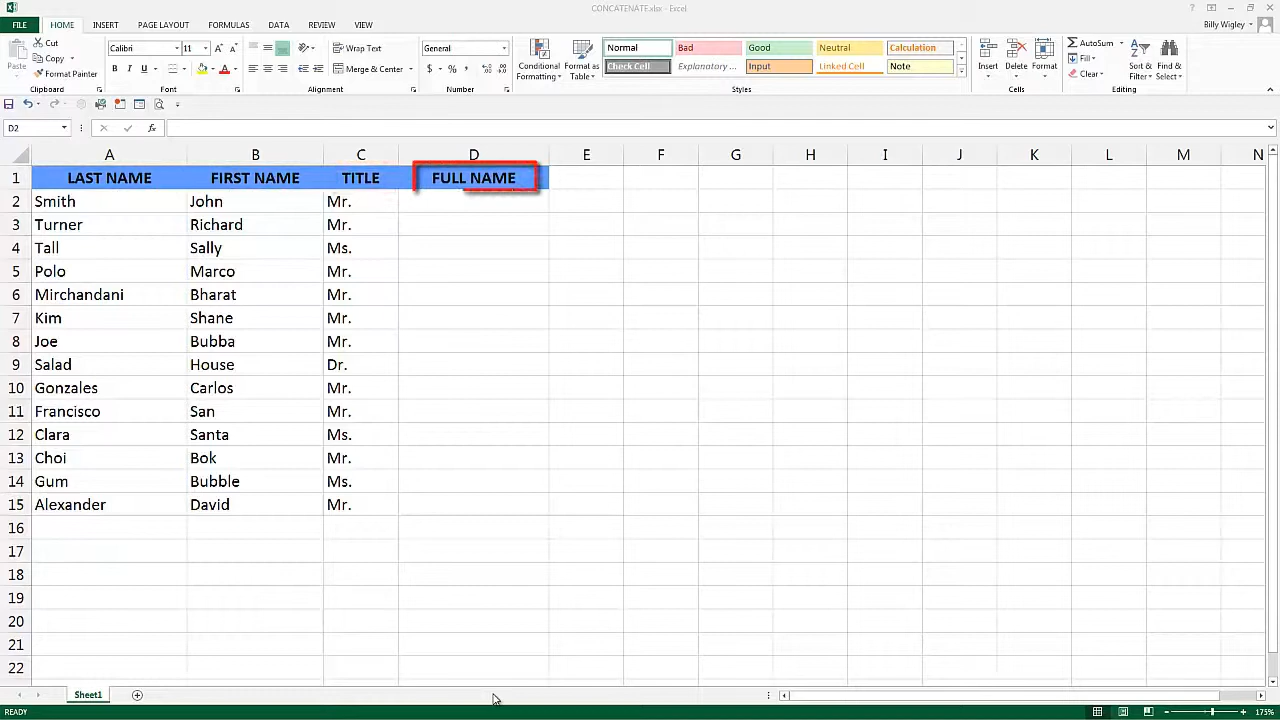 CONCATENATE.xlsx - Excel
FILE HOME INSERT PAGE LAYOUT FORMULAS DATA REVIEW VIEW Billy Wigley
Paste Cut Copy Format Painter Clipboard
Calibri 11 B I U Font
Wrap Text Merge & Center Alignment
General $ % , Number
Conditional Formatting Format as Table
Normal Bad Good Neutral Calculation
Check Cell Explanatory ... Input Linked Cell Note
Styles
Insert Delete Format Cells
AutoSum Fill Clear Sort & Filter Find & Select Editing
D2 fx
A B C D E F G H I J K L M N
1 LAST NAME FIRST NAME TITLE FULL NAME
2 Smith John Mr.
3 Turner Richard Mr.
4 Tall Sally Ms.
5 Polo Marco Mr.
6 Mirchandani Bharat Mr.
7 Kim Shane Mr.
8 Joe Bubba Mr.
9 Salad House Dr.
10 Gonzales Carlos Mr.
11 Francisco San Mr.
12 Clara Santa Ms.
13 Choi Bok Mr.
14 Gum Bubble Ms.
15 Alexander David Mr.
16
17
18
19
20
21
22
Sheet1
READY 175%